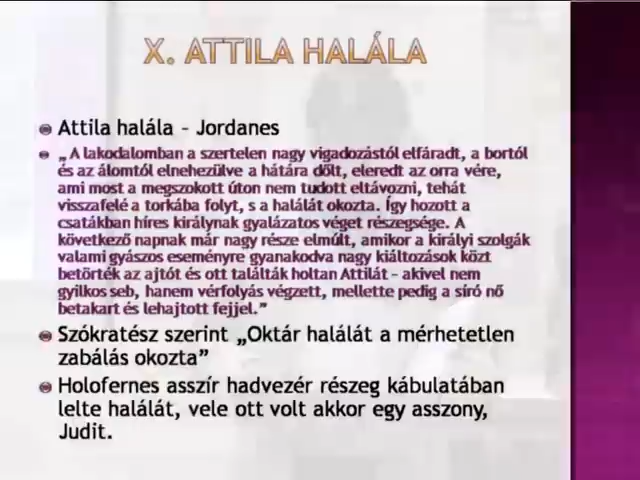 X. ATTILA HALÁLA
Attila halála – Jordanes
„ A lakodalomban a szertelen nagy vigadozástól elfáradt, a bortól
és az álomtól elnehezülve a hátára dőlt, eleredt az orra vére,
ami most a megszokott úton nem tudott eltávozni, tehát
visszafelé a torkába folyt, s a halálát okozta. Így hozott a
csatákban híres királynak gyalázatos véget részegsége. A
következő napnak már nagy része elmúlt, amikor a királyi szolgák
valami gyászos eseményre gyanakodva nagy kiáltozások közt
betörték az ajtót és ott találták holtan Attilát – akivel nem
gyilkos seb, hanem vérfolyás végzett, mellette pedig a síró nő
betakart és lehajtott fejjel.”
Szókratész szerint „Oktár halálát a mérhetetlen
zabálás okozta”
Holofernes asszír hadvezér részeg kábulatában
lelte halálát, vele ott volt akkor egy asszony,
Judit.